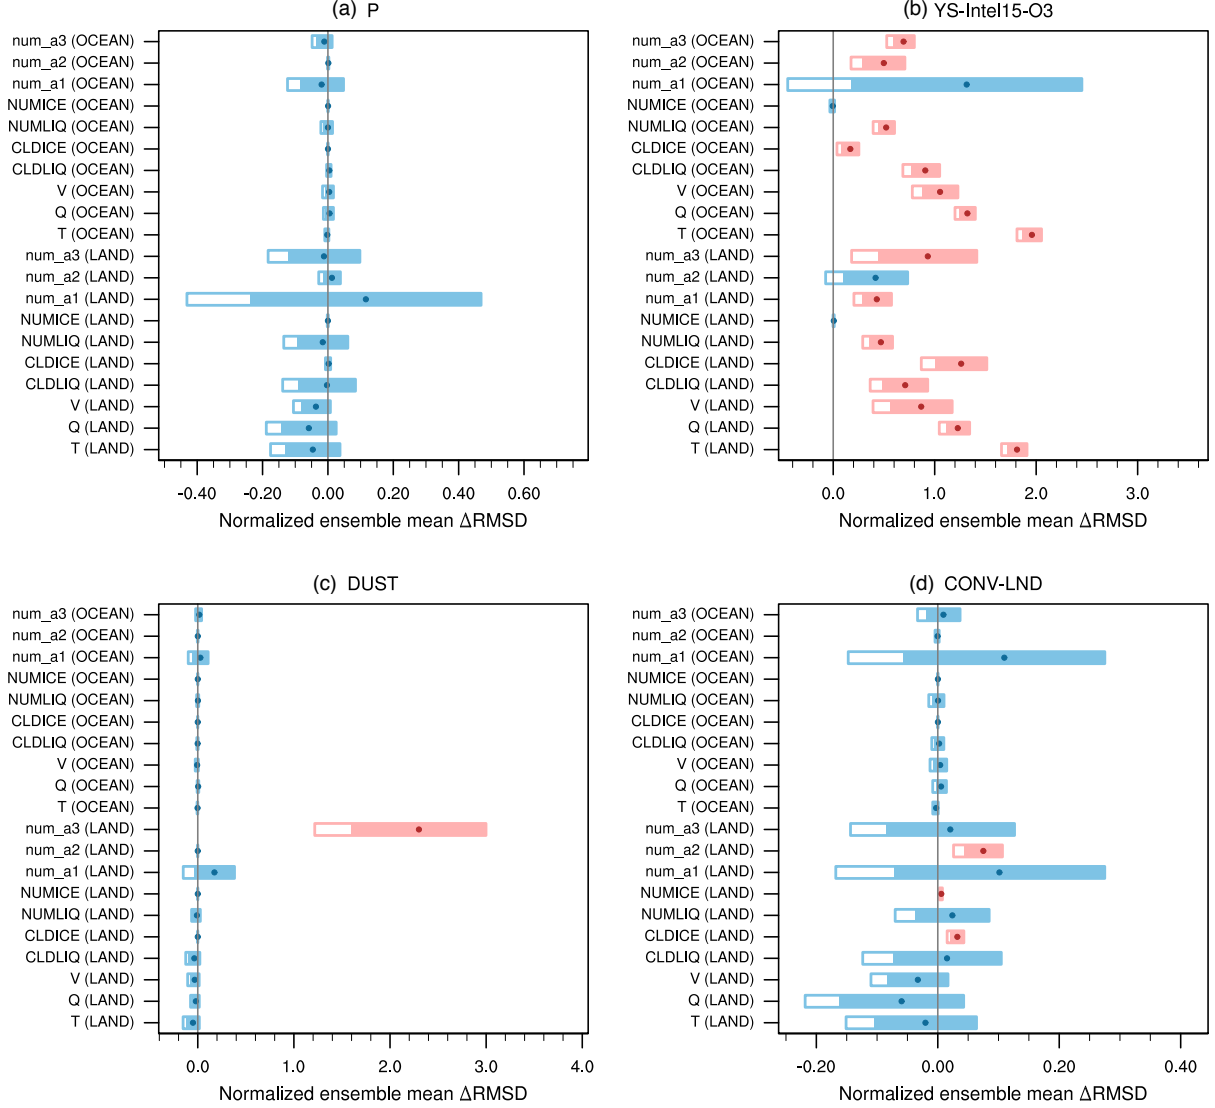 (a) P
num_a3 (OCEAN)
num_a2 (OCEAN)
num_a1 (OCEAN)
NUMICE (OCEAN)
NUMLIQ (OCEAN)
CLDICE (OCEAN)
CLDLIQ (OCEAN)
V (OCEAN)
Q (OCEAN)
T (OCEAN)
num_a3 (LAND)
num_a2 (LAND)
num_a1 (LAND)
NUMICE (LAND)
NUMLIQ (LAND)
CLDICE (LAND)
CLDLIQ (LAND)
V (LAND)
Q (LAND)
T (LAND)
-0.40 -0.20 0.00 0.20 0.40 0.60
Normalized ensemble mean ΔRMSD
(b) YS-Intel15-O3
num_a3 (OCEAN)
num_a2 (OCEAN)
num_a1 (OCEAN)
NUMICE (OCEAN)
NUMLIQ (OCEAN)
CLDICE (OCEAN)
CLDLIQ (OCEAN)
V (OCEAN)
Q (OCEAN)
T (OCEAN)
num_a3 (LAND)
num_a2 (LAND)
num_a1 (LAND)
NUMICE (LAND)
NUMLIQ (LAND)
CLDICE (LAND)
CLDLIQ (LAND)
V (LAND)
Q (LAND)
T (LAND)
0.0 1.0 2.0 3.0
Normalized ensemble mean ΔRMSD
(c) DUST
num_a3 (OCEAN)
num_a2 (OCEAN)
num_a1 (OCEAN)
NUMICE (OCEAN)
NUMLIQ (OCEAN)
CLDICE (OCEAN)
CLDLIQ (OCEAN)
V (OCEAN)
Q (OCEAN)
T (OCEAN)
num_a3 (LAND)
num_a2 (LAND)
num_a1 (LAND)
NUMICE (LAND)
NUMLIQ (LAND)
CLDICE (LAND)
CLDLIQ (LAND)
V (LAND)
Q (LAND)
T (LAND)
0.0 1.0 2.0 3.0 4.0
Normalized ensemble mean ΔRMSD
(d) CONV-LND
num_a3 (OCEAN)
num_a2 (OCEAN)
num_a1 (OCEAN)
NUMICE (OCEAN)
NUMLIQ (OCEAN)
CLDICE (OCEAN)
CLDLIQ (OCEAN)
V (OCEAN)
Q (OCEAN)
T (OCEAN)
num_a3 (LAND)
num_a2 (LAND)
num_a1 (LAND)
NUMICE (LAND)
NUMLIQ (LAND)
CLDICE (LAND)
CLDLIQ (LAND)
V (LAND)
Q (LAND)
T (LAND)
-0.20 0.00 0.20 0.40
Normalized ensemble mean ΔRMSD